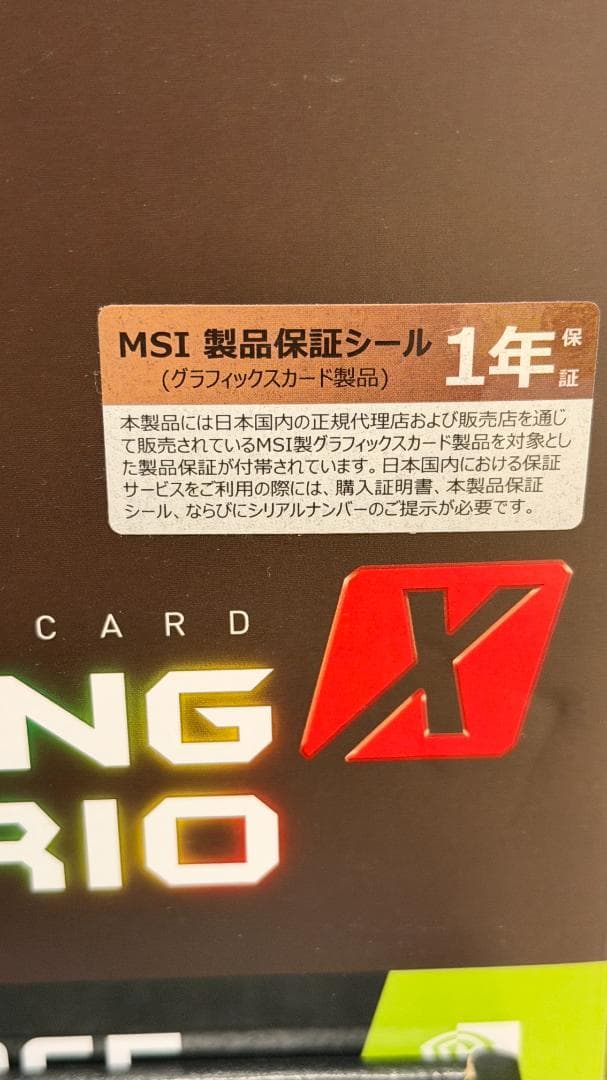 MSI 製品保証シール
(グラフィックスカード製品)
1年保証
本製品には日本国内の正規代理店および販売店を通じ
て販売されているMSI製グラフィックスカード製品を対象とし
た製品保証が付帯されています。日本国内における保証
サービスをご利用の際には、購入証明書、本製品保証
シール、ならびにシリアルナンバーのご提示が必要です。
CARD
NG X
RIO